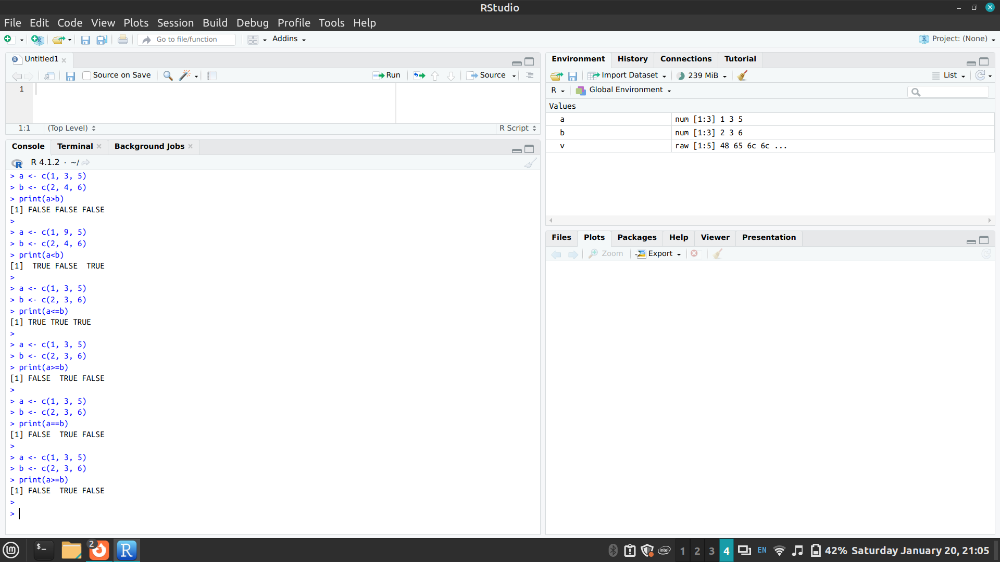 RStudio
File Edit Code View Plots Session Build Debug Profile Tools Help
Go to file/function
Addins
Project: (None)
Untitled1
Source on Save
Run
Source
1
1:1
(Top Level)
R Script
Console
Terminal
Background Jobs
R 4.1.2 · ~/
> a <- c(1, 3, 5)
> b <- c(2, 4, 6)
> print(a>b)
[1] FALSE FALSE FALSE
>
> a <- c(1, 9, 5)
> b <- c(2, 4, 6)
> print(a<b)
[1]  TRUE FALSE  TRUE
>
> a <- c(1, 3, 5)
> b <- c(2, 3, 6)
> print(a<=b)
[1] TRUE TRUE TRUE
>
> a <- c(1, 3, 5)
> b <- c(2, 3, 6)
> print(a>=b)
[1] FALSE  TRUE FALSE
>
> a <- c(1, 3, 5)
> b <- c(2, 3, 6)
> print(a==b)
[1] FALSE  TRUE FALSE
>
> a <- c(1, 3, 5)
> b <- c(2, 3, 6)
> print(a>=b)
[1] FALSE  TRUE FALSE
>
>
Environment
History
Connections
Tutorial
Import Dataset
239 MiB
List
R
Global Environment
Values
a num [1:3] 1 3 5
b num [1:3] 2 3 6
v raw [1:5] 48 65 6c 6c ...
Files
Plots
Packages
Help
Viewer
Presentation
Zoom
Export
$_
2
R
intel
1 2 3 4
EN
42% Saturday January 20, 21:05